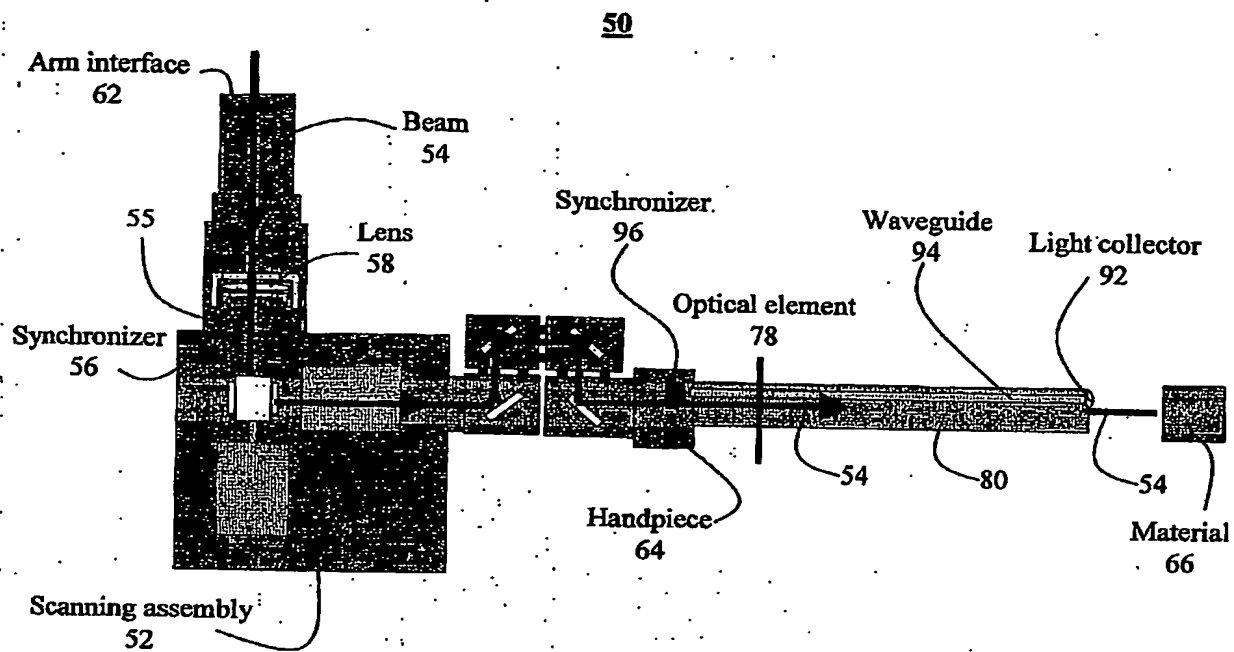 50
Arm interface
62
Beam
54
55
Lens
58
Synchronizer
56
Synchronizer
96
Waveguide
94
Light collector
92
Optical element
78
54
80
54
Handpiece
64
Material
66
Scanning assembly
52